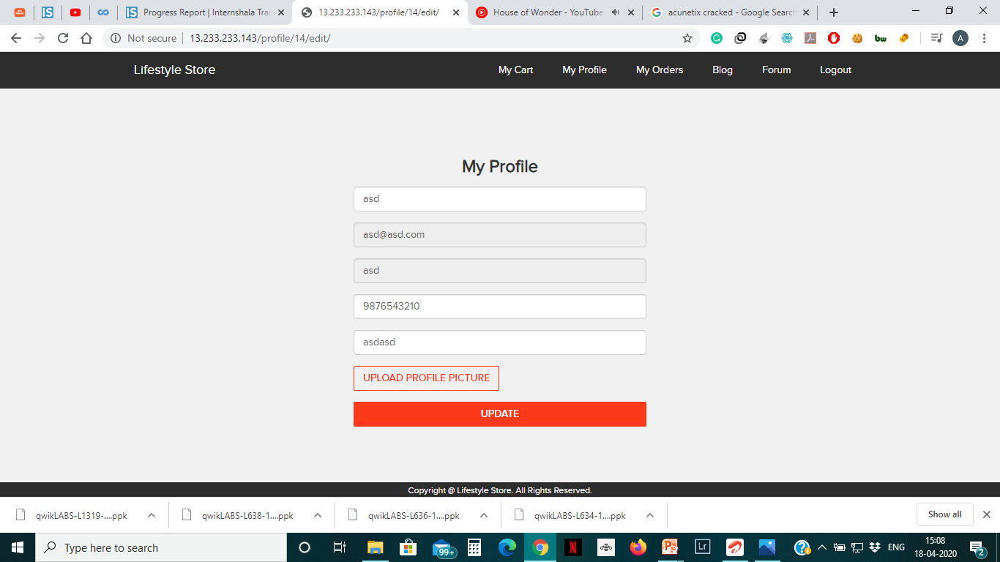 Progress Report | Internshala Trai
13.233.233.143/profile/14/edit/
House of Wonder - YouTube
acunetix cracked - Google Search
Not secure
13.233.233.143/profile/14/edit/
bw
A
Lifestyle Store
My Cart
My Profile
My Orders
Blog
Forum
Logout
My Profile
asd
asd@asd.com
asd
9876543210
asdasd
UPLOAD PROFILE PICTURE
UPDATE
Copyright @ Lifestyle Store. All Rights Reserved.
qwikLABS-L1319-....ppk
qwikLABS-L638-1....ppk
qwikLABS-L636-1....ppk
qwikLABS-L634-1....ppk
Show all
Type here to search
99+
N
P
Lr
ENG
15:08
18-04-2020
2